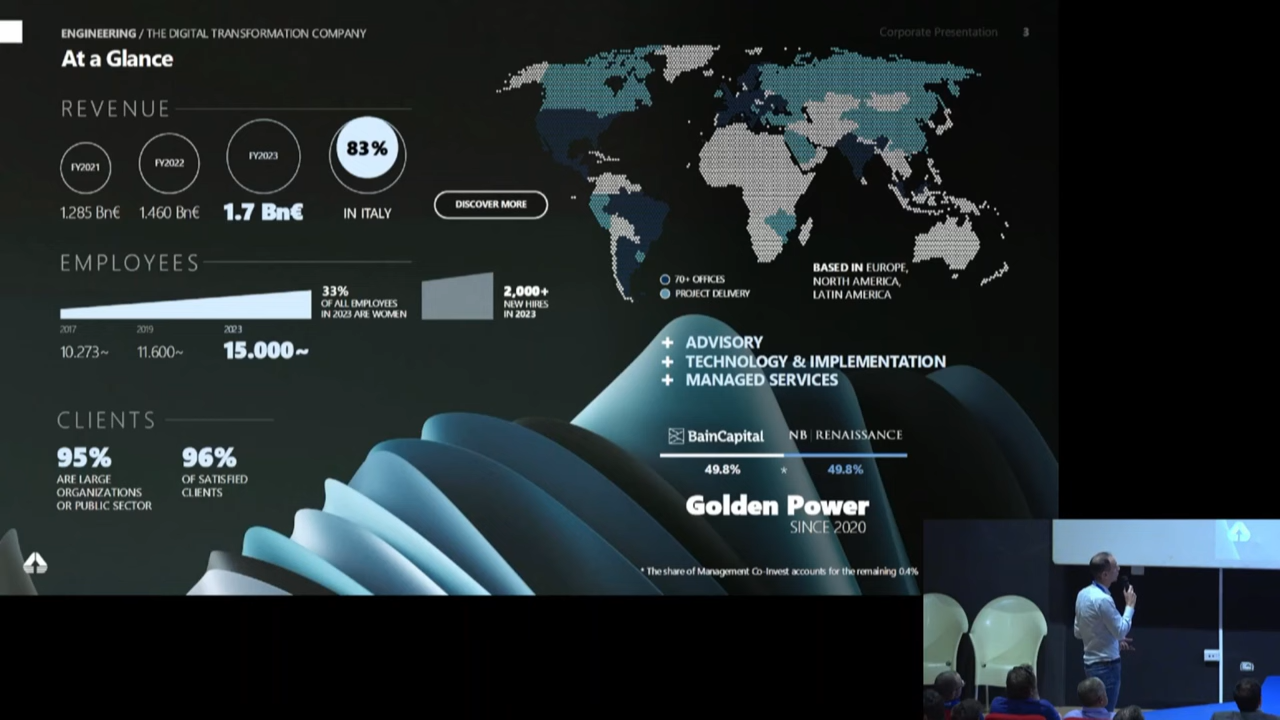 ENGINEERING / THE DIGITAL TRANSFORMATION COMPANY
Corporate Presentation 3
At a Glance
REVENUE
FY2021
FY2022
FY2023
83%
1.285 Bn€
1.460 Bn€
1.7 Bn€
IN ITALY
DISCOVER MORE
EMPLOYEES
33%
OF ALL EMPLOYEES
IN 2023 ARE WOMEN
2,000+
NEW HIRES
IN 2023
2017
2019
2023
10.273~
11.600~
15.000~
70+ OFFICES
PROJECT DELIVERY
BASED IN EUROPE,
NORTH AMERICA,
LATIN AMERICA
+ ADVISORY
+ TECHNOLOGY & IMPLEMENTATION
+ MANAGED SERVICES
CLIENTS
95%
ARE LARGE
ORGANIZATIONS
OR PUBLIC SECTOR
96%
OF SATISFIED
CLIENTS
BainCapital
NB | RENAISSANCE
49.8%
*
49.8%
Golden Power
SINCE 2020
* The share of Management Co-Invest accounts for the remaining 0.4%